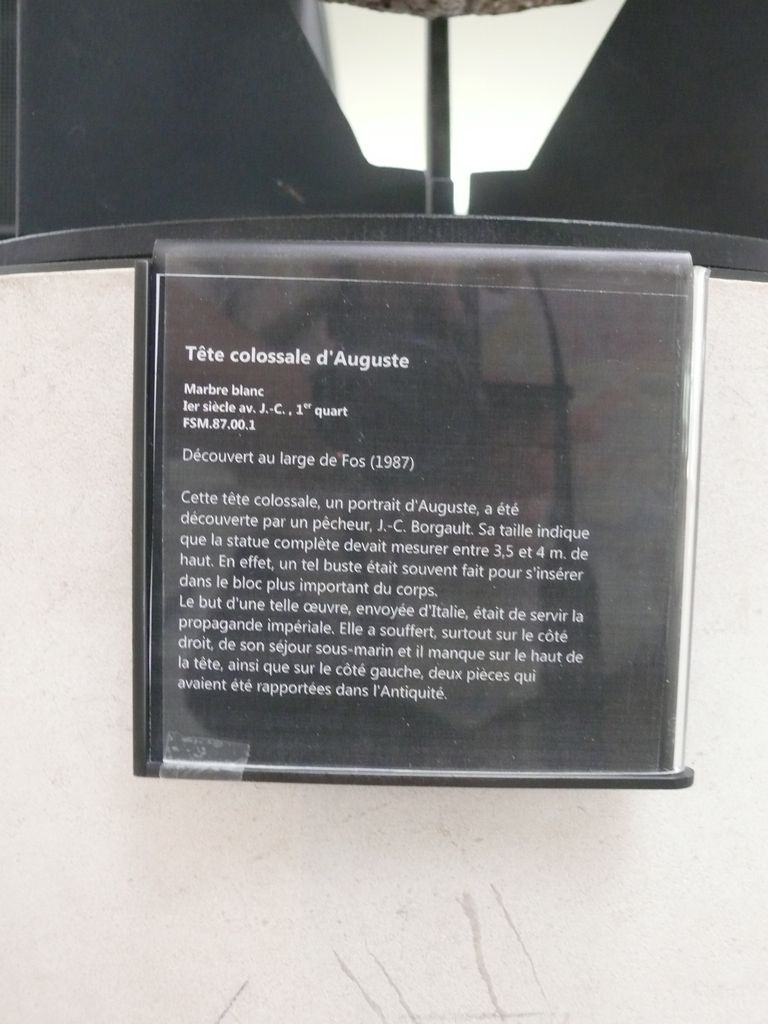 Tête colossale d'Auguste
Marbre blanc
Ier siècle av. J.-C. , 1er quart
FSM.87.00.1
Découvert au large de Fos (1987)
Cette tête colossale, un portrait d'Auguste, a été
découverte par un pêcheur, J.-C. Borgault. Sa taille indique
que la statue complète devait mesurer entre 3,5 et 4 m. de
haut. En effet, un tel buste était souvent fait pour s'insérer
dans le bloc plus important du corps.
Le but d'une telle œuvre, envoyée d'Italie, était de servir la
propagande impériale. Elle a souffert, surtout sur le côté
droit, de son séjour sous-marin et il manque sur le haut de
la tête, ainsi que sur le côté gauche, deux pièces qui
avaient été rapportées dans l'Antiquité.